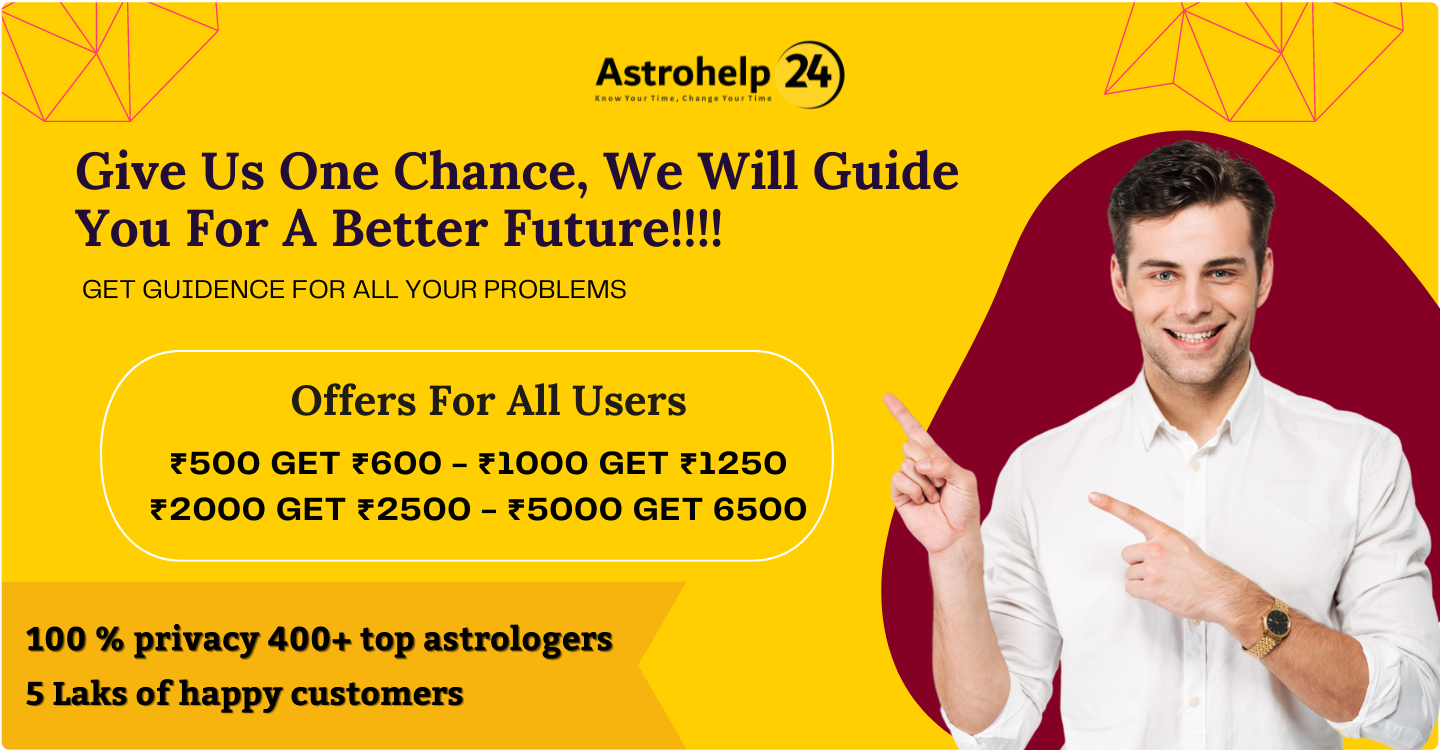 Astrohelp 24
Know Your Time, Change Your Time
Give Us One Chance, We Will Guide
You For A Better Future!!!!
GET GUIDENCE FOR ALL YOUR PROBLEMS
Offers For All Users
₹500 GET ₹600 – ₹1000 GET ₹1250
₹2000 GET ₹2500 – ₹5000 GET 6500
100 % privacy 400+ top astrologers
5 Laks of happy customers